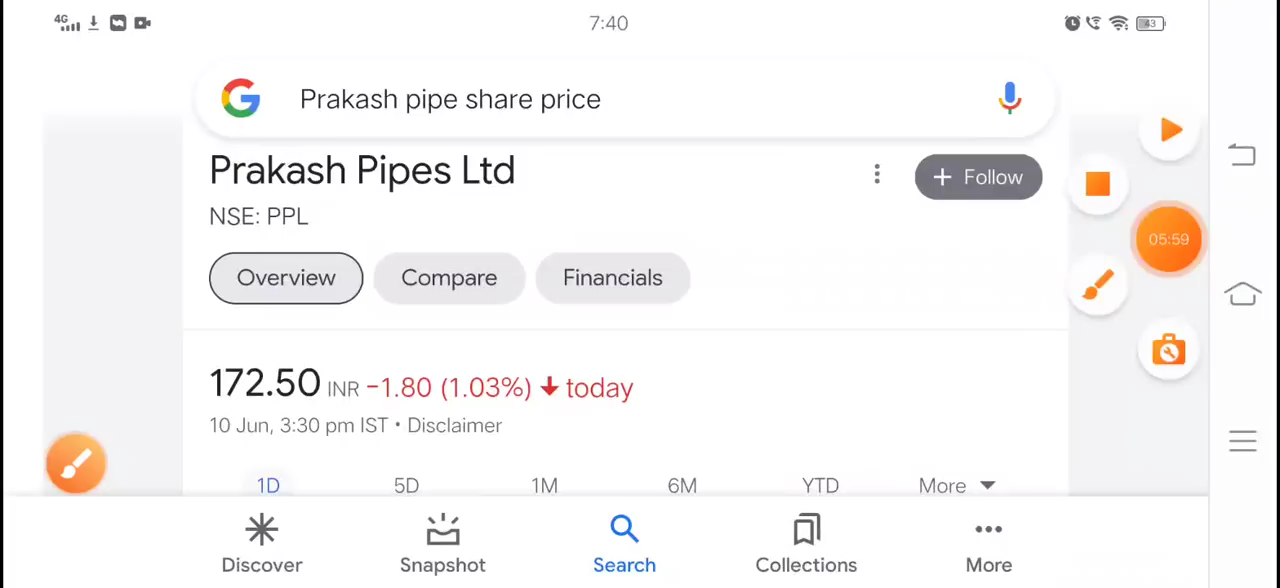 4G 7:40 43
Prakash pipe share price
Prakash Pipes Ltd
+ Follow
NSE: PPL
05:59
Overview Compare Financials
172.50 INR −1.80 (1.03%) today
10 Jun, 3:30 pm IST • Disclaimer
1D 5D 1M 6M YTD More
Discover Snapshot Search Collections More